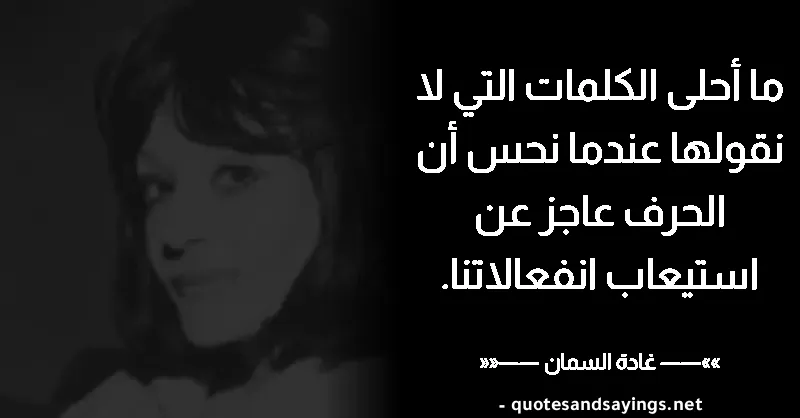 ما أحلى الكلمات التي لا
نقولها عندما نحس أن
الحرف عاجز عن
استيعاب انفعالاتنا.
»»—— غادة السمان ——««
- quotesandsayings.net